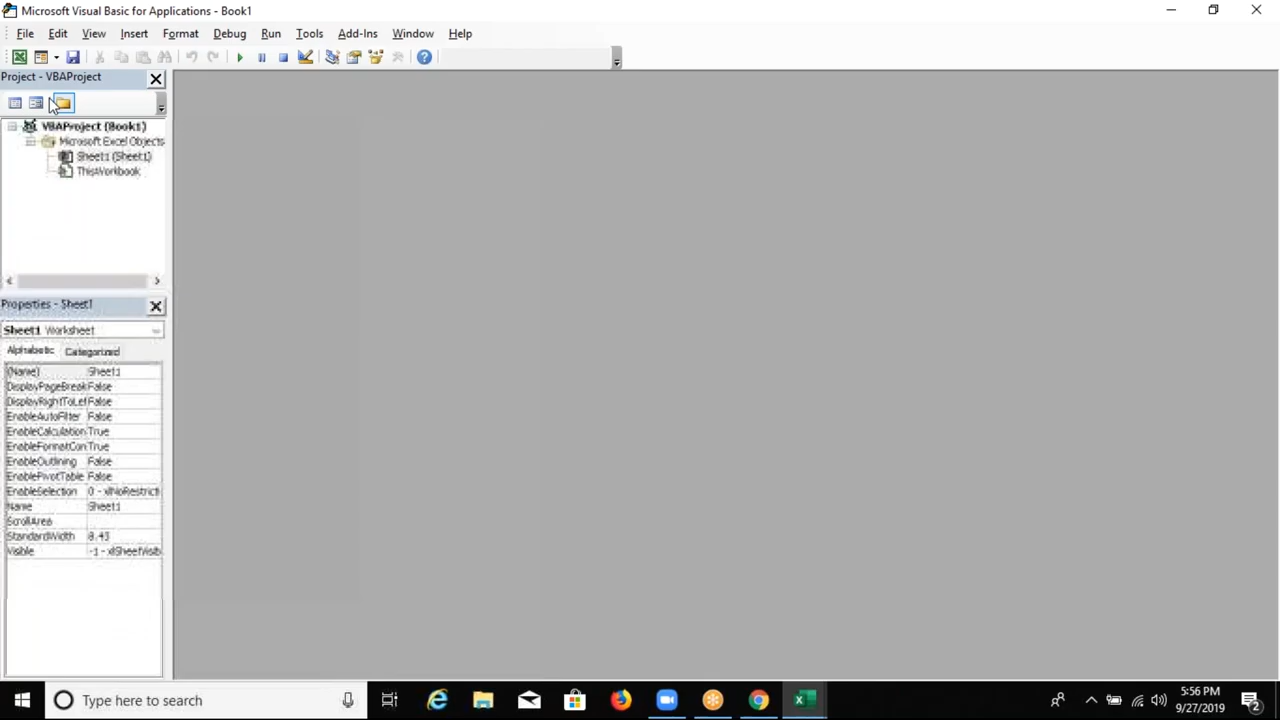 Microsoft Visual Basic for Applications - Book1
File Edit View Insert Format Debug Run Tools Add-Ins Window Help
Project - VBAProject
VBAProject (Book1)
Microsoft Excel Objects
Sheet1 (Sheet1)
ThisWorkbook
Properties - Sheet1
Sheet1 Worksheet
Alphabetic Categorized
(Name) Sheet1
DisplayPageBreak False
DisplayRightToLef False
EnableAutoFilter False
EnableCalculation True
EnableFormatCon True
EnableOutlining False
EnablePivotTable False
EnableSelection 0 - xlNoRestricti
Name Sheet1
ScrollArea
StandardWidth 8.43
Visible -1 - xlSheetVisib
Type here to search
5:56 PM
9/27/2019
2